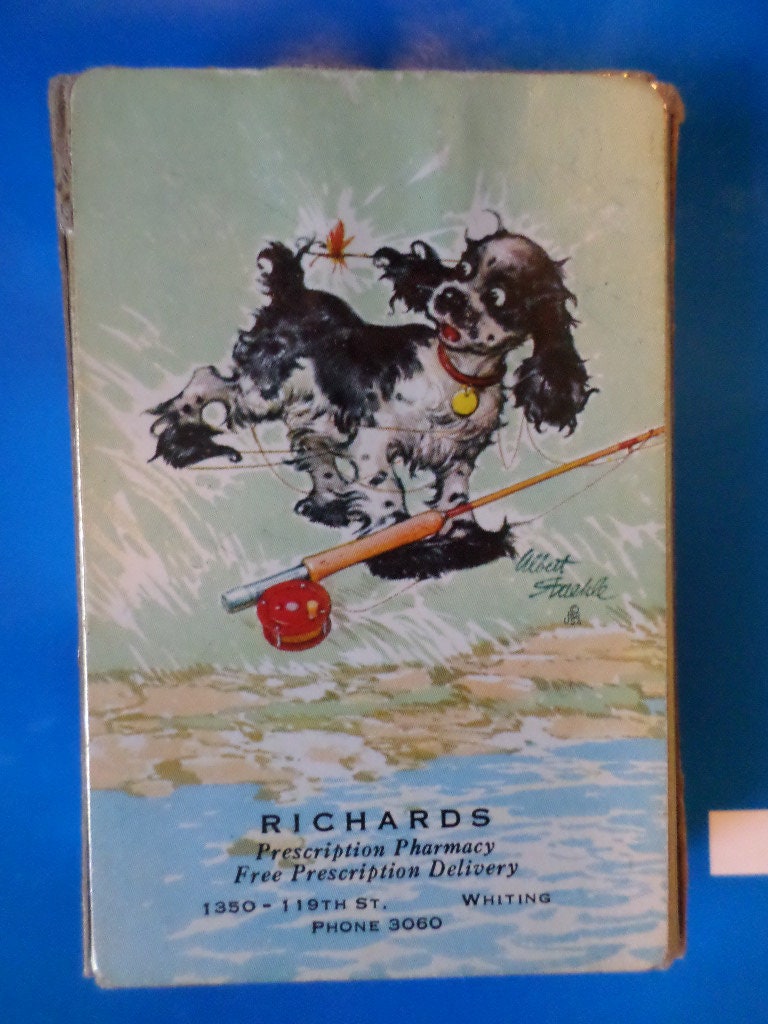 Albert
Staehle
RICHARDS
Prescription Pharmacy
Free Prescription Delivery
1350 - 119TH ST. WHITING
PHONE 3060